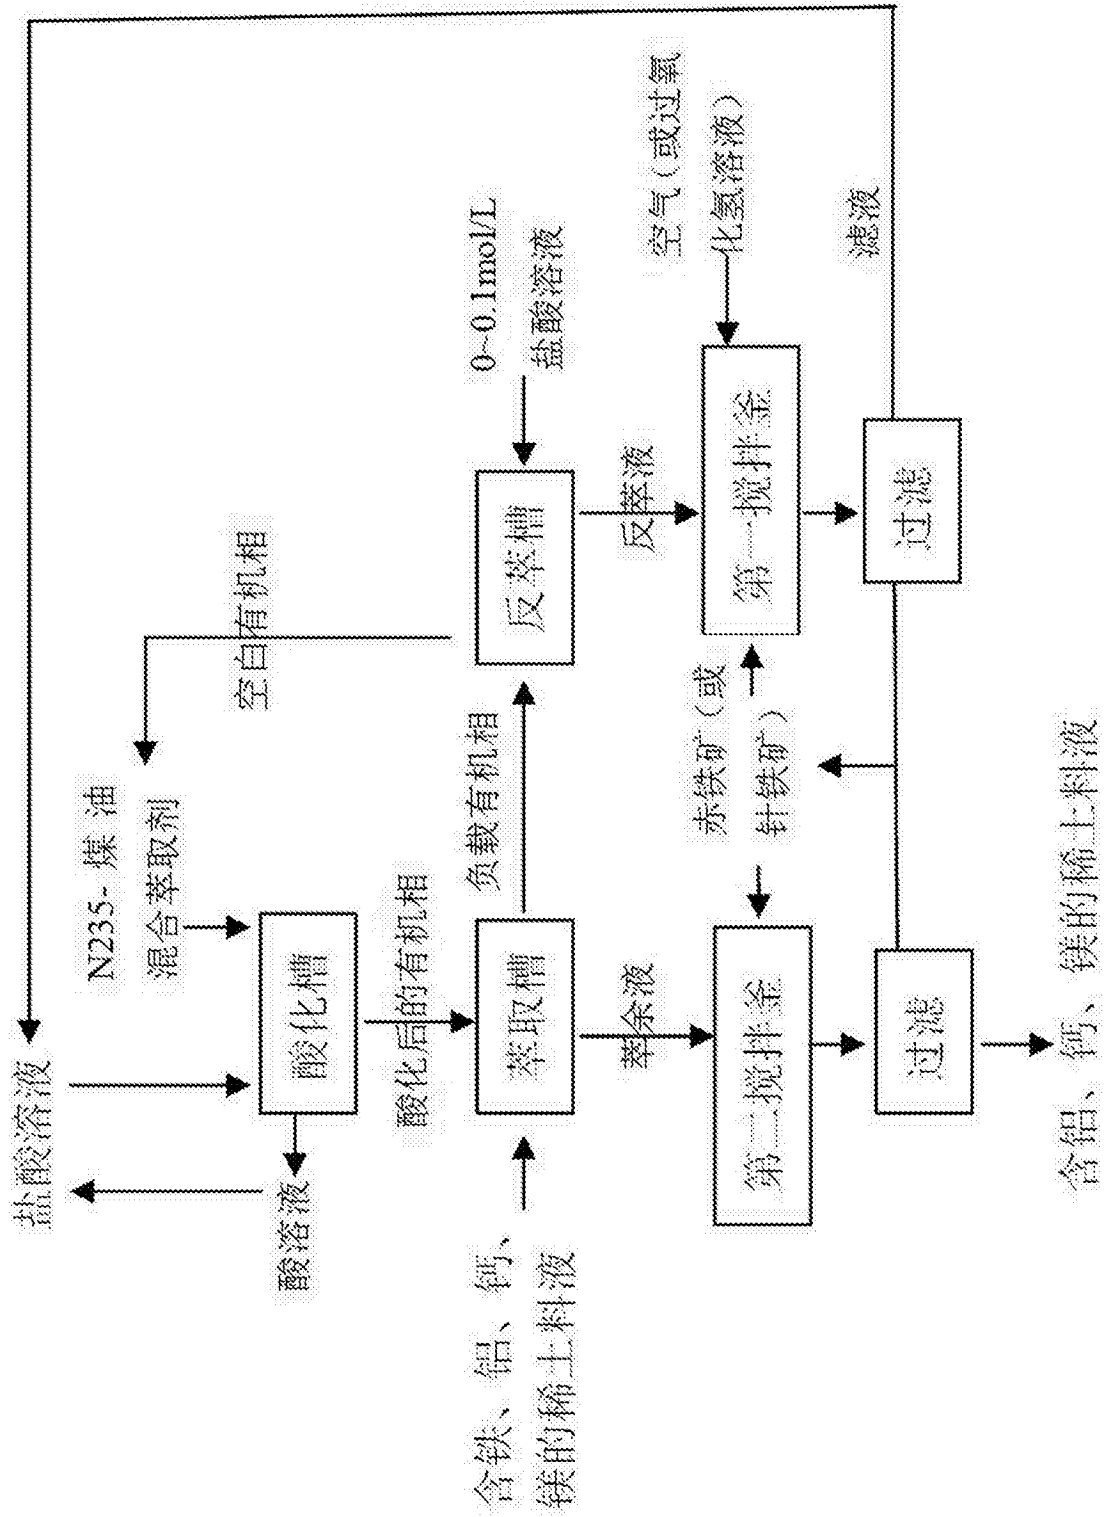 盐酸溶液
N235-煤油
混合萃取剂
空白有机相
酸化槽
酸溶液
酸化后的有机相
0~0.1mol/L
盐酸溶液
含铁、铝、钙、
镁的稀土料液
萃取槽
负载有机相
反萃槽
萃余液
反萃液
空气（或过氧
化氢溶液）
第二搅拌釜
赤铁矿（或
针铁矿）
第一搅拌釜
滤液
过滤
过滤
含铝、钙、镁的稀土料液